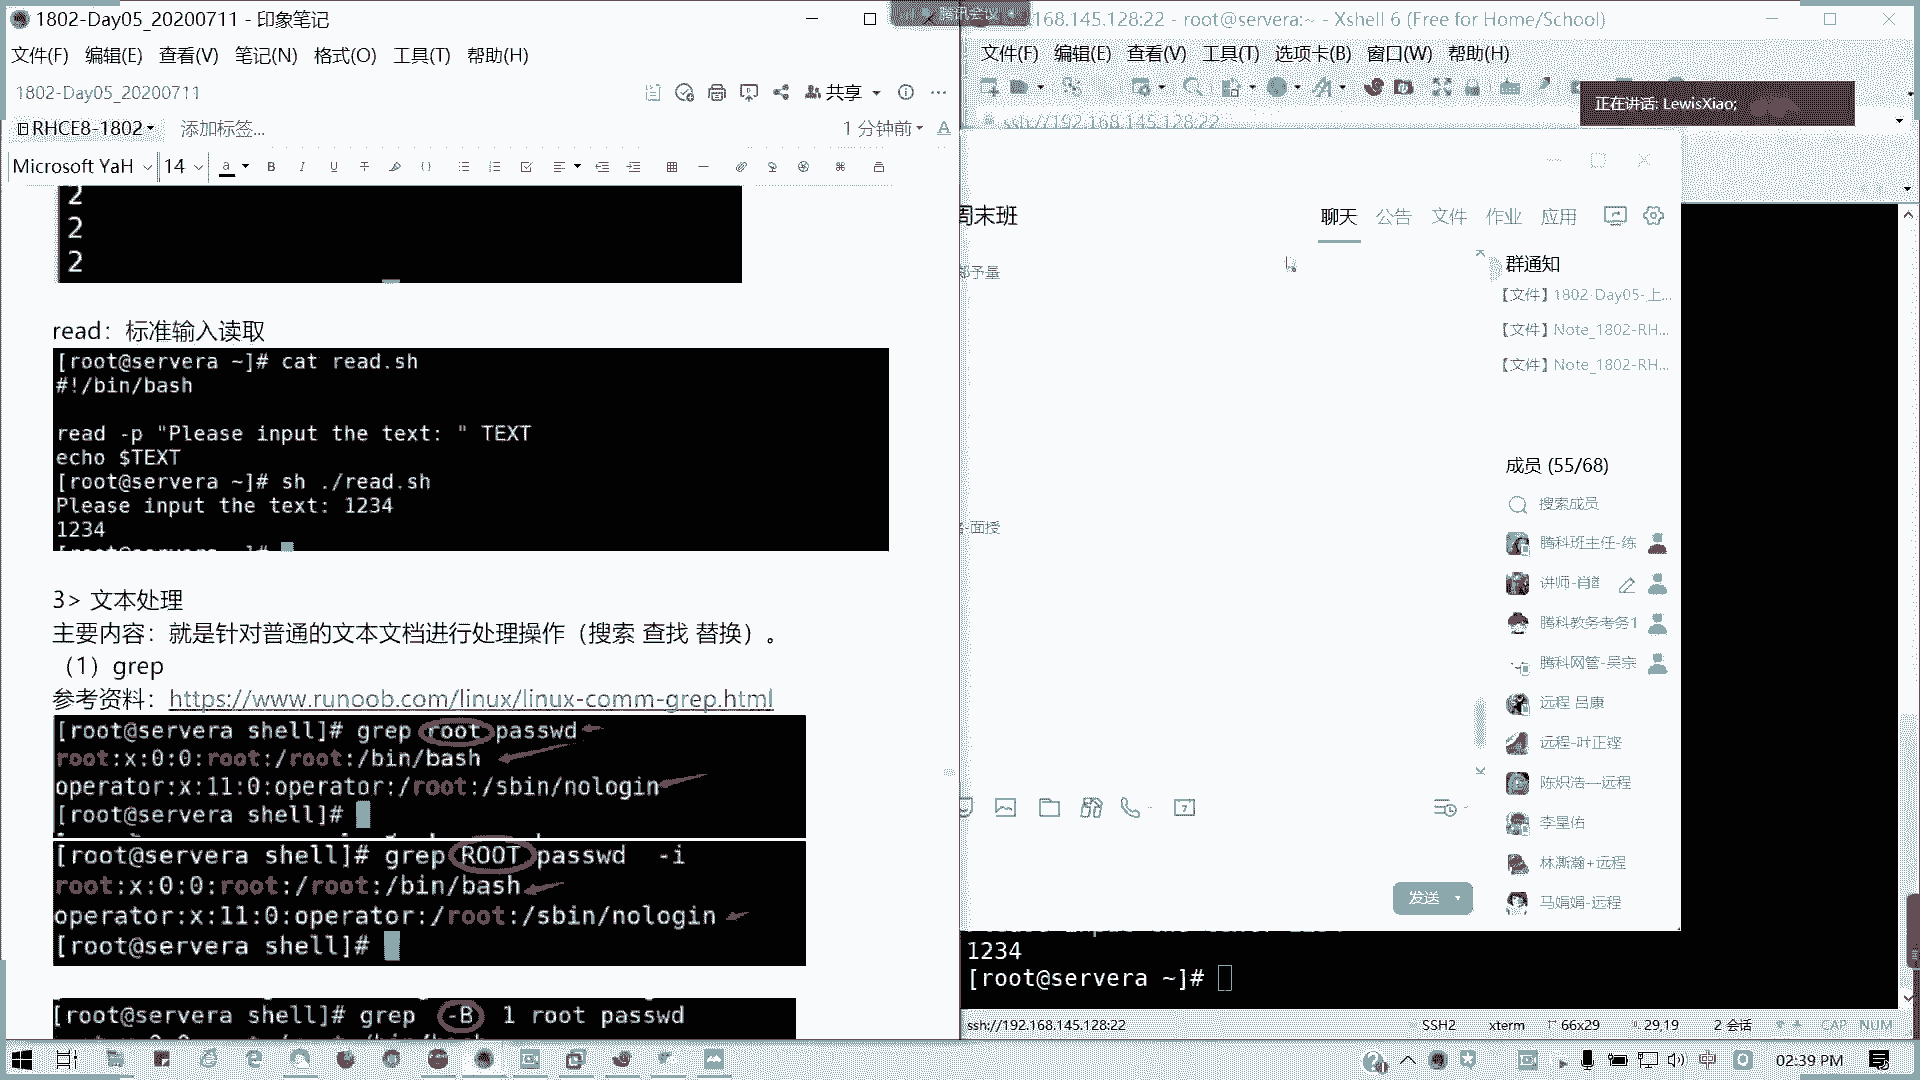 1802-Day05_20200711 - 印象笔记
文件(F) 编辑(E) 查看(V) 笔记(N) 格式(O) 工具(T) 帮助(H)
1802-Day05_20200711
共享
RHCE8-1802
添加标签...
1 分钟前
Microsoft YaH
14
2
2
2
read：标准输入读取
[root@servera ~]# cat read.sh
#!/bin/bash
read -p "Please input the text: " TEXT
echo $TEXT
[root@servera ~]# sh ./read.sh
Please input the text: 1234
1234
3> 文本处理
主要内容：就是针对普通的文本文档进行处理操作（搜索 查找 替换）。
（1）grep
参考资料：https://www.runoob.com/linux/linux-comm-grep.html
[root@servera shell]# grep root passwd
root:x:0:0:root:/root:/bin/bash
operator:x:11:0:operator:/root:/sbin/nologin
[root@servera shell]#
[root@servera shell]# grep ROOT passwd -i
root:x:0:0:root:/root:/bin/bash
operator:x:11:0:operator:/root:/sbin/nologin
[root@servera shell]#
[root@servera shell]# grep -B 1 root passwd
腾讯会议
168.145.128:22 - root@servera:~ - Xshell 6 (Free for Home/School)
文件(F) 编辑(E) 查看(V) 工具(T) 选项卡(B) 窗口(W) 帮助(H)
正在讲话: LewisXiao;
ssh://192.168.145.128:22
周末班
聊天 公告 文件 作业 应用
群通知
【文件】1802-Day05-上...
【文件】Note_1802-RH...
【文件】Note_1802-RH...
成员 (55/68)
搜索成员
腾科班主任-练
讲师-肖
腾科教务考务1
腾科网管-吴宗
远程 吕康
远程-叶正铿
陈炽浩—远程
李星佑
林澌瀚+远程
马娟娟-远程
-面授
发送
1234
[root@servera ~]#
ssh://192.168.145.128:22
SSH2
xterm
66x29
29,19
2 会话
CAP NUM
中
02:39 PM